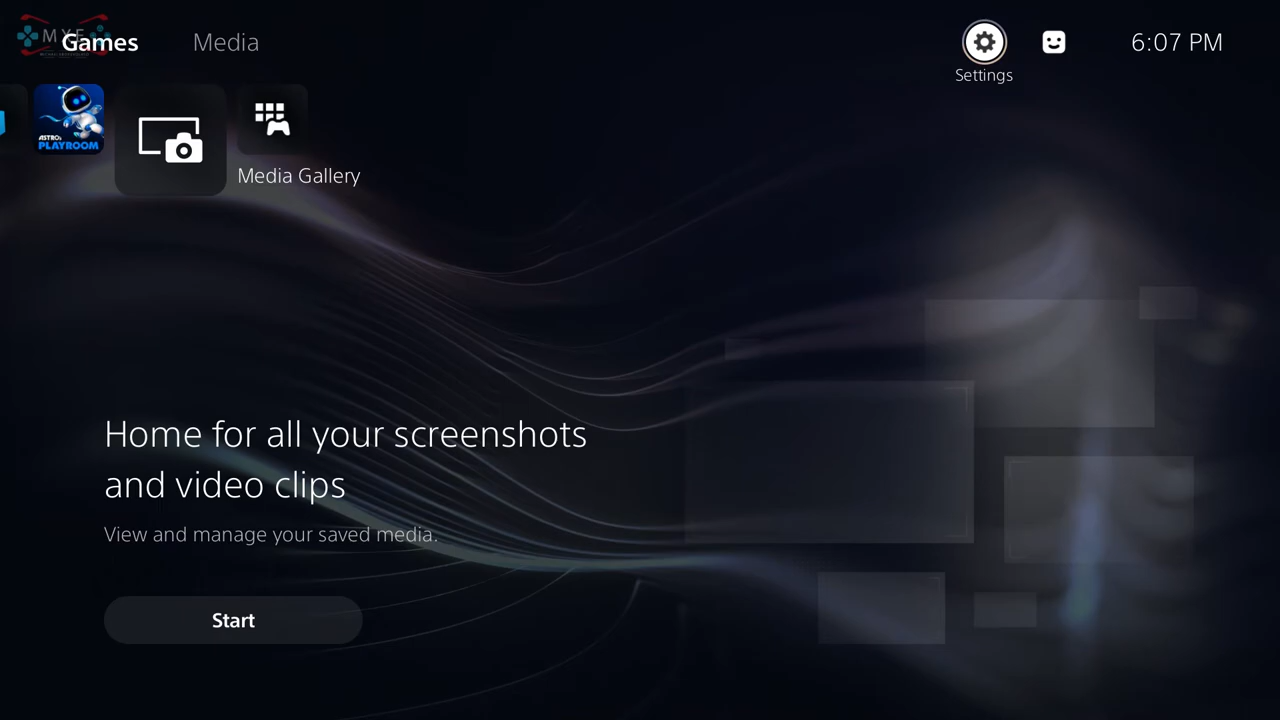 Games
Media
6:07 PM
Settings
ASTRO's
PLAYROOM
Media Gallery
Home for all your screenshots
and video clips
View and manage your saved media.
Start